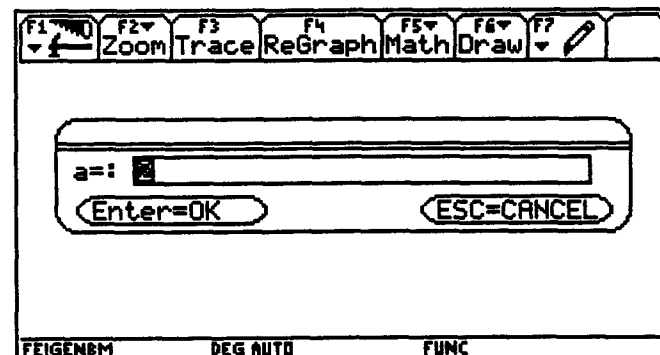 F1 F2 F3 F4 F5 F6 F7
Zoom Trace ReGraph Math Draw
a=:
Enter=OK ESC=CANCEL
FEIGENBM DEG AUTO FUNC